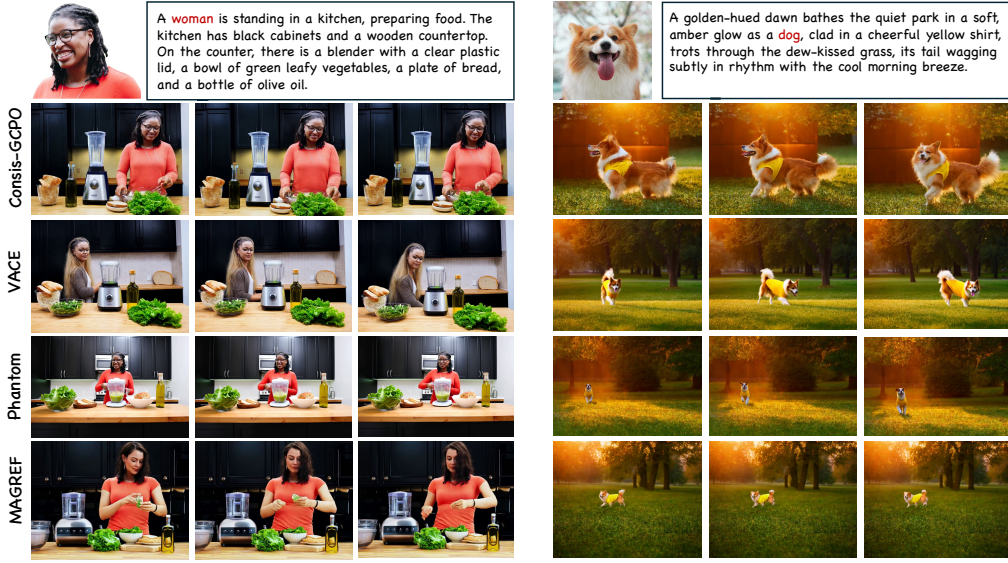 A woman is standing in a kitchen, preparing food. The
kitchen has black cabinets and a wooden countertop.
On the counter, there is a blender with a clear plastic
lid, a bowl of green leafy vegetables, a plate of bread,
and a bottle of olive oil.
A golden-hued dawn bathes the quiet park in a soft,
amber glow as a dog, clad in a cheerful yellow shirt,
trots through the dew-kissed grass, its tail wagging
subtly in rhythm with the cool morning breeze.
Consis-GGPO
VACE
Phantom
MAGREF